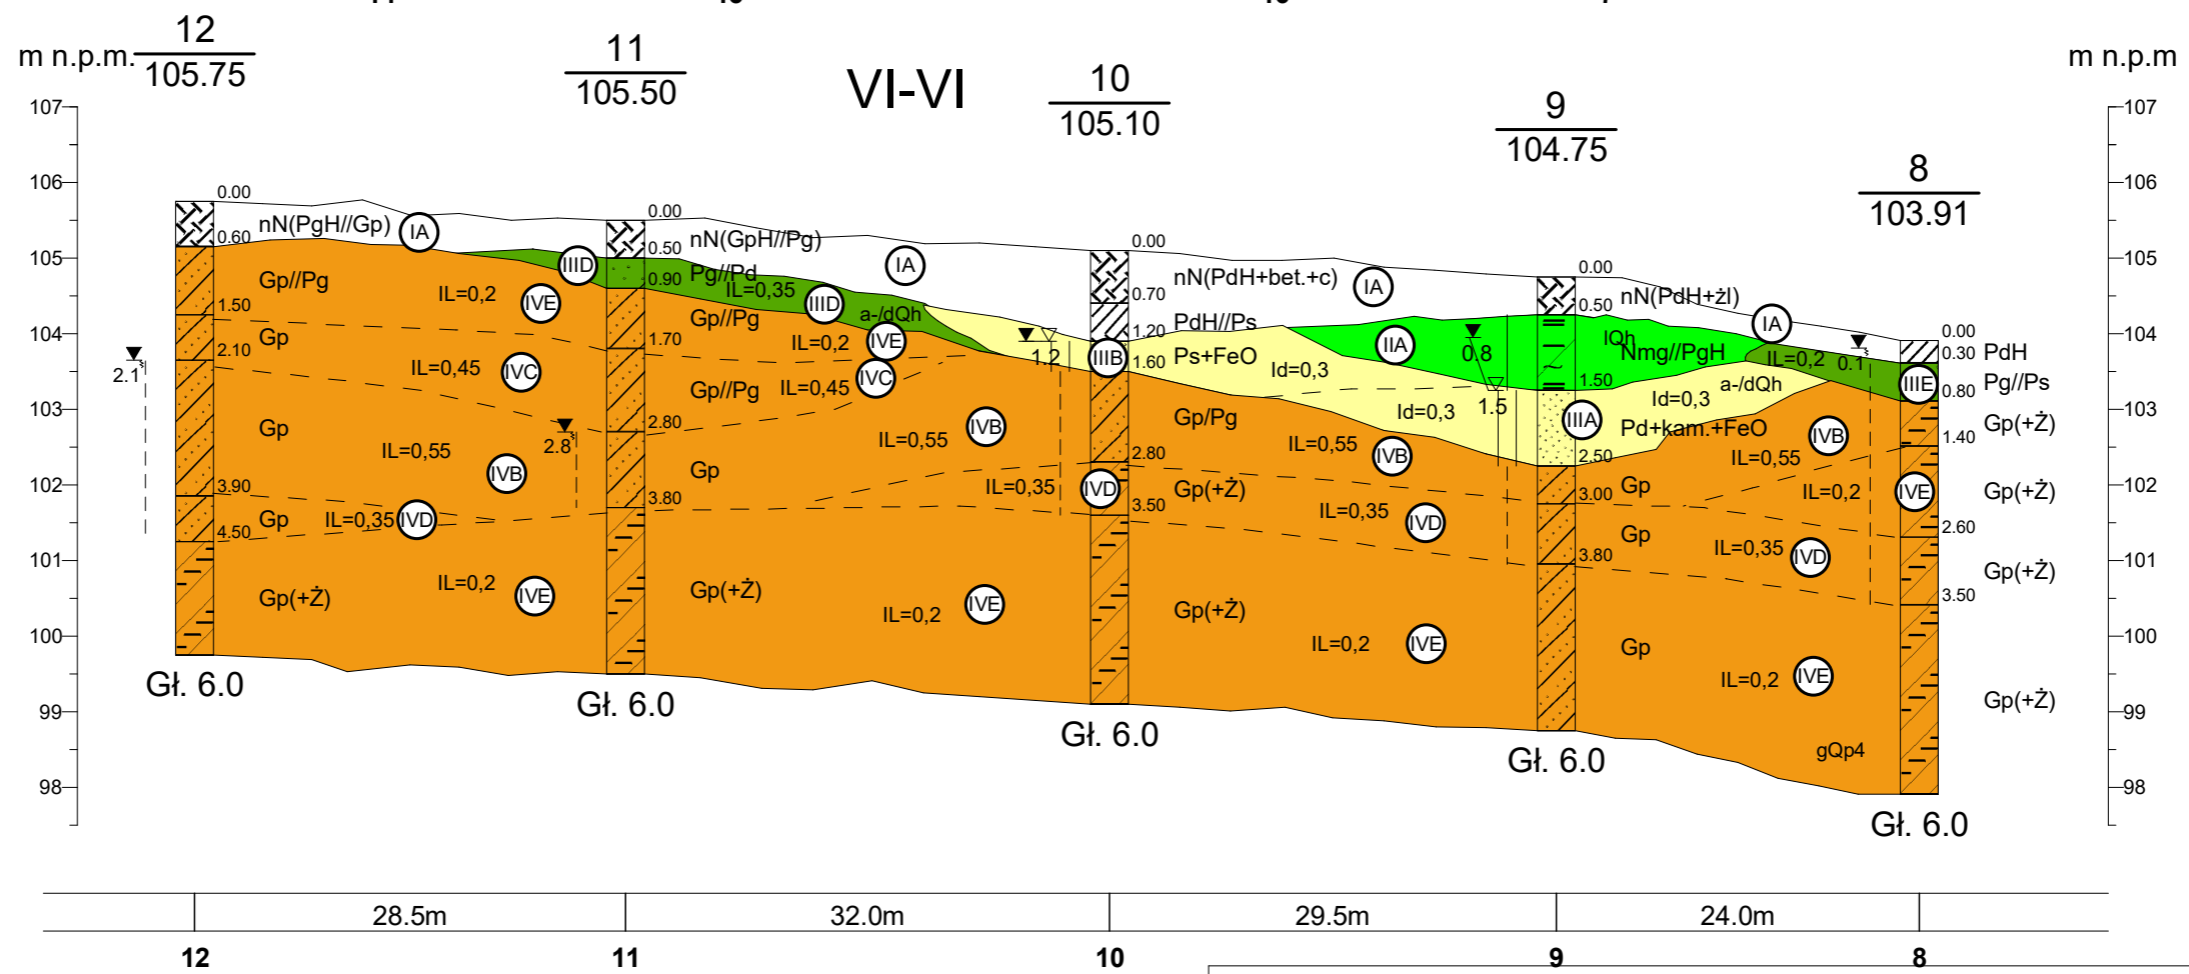 12
105.75
11
105.50
VI-VI
10
105.10
9
104.75
8
103.91
m n.p.m.
m n.p.m
107
106
105
104
103
102
101
100
99
98
107
106
105
104
103
102
101
100
99
98
0.00
nN(PgH//Gp)
IA
0.60
Gp//Pg
IL=0,2
IVE
1.50
Gp
2.10
IL=0,45
IVC
2.1
Gp
IL=0,55
IVB
3.90
Gp
IL=0,35
IVD
4.50
Gp(+Ż)
IL=0,2
IVE
Gł. 6.0
0.00
nN(GpH//Pg)
IA
0.50
IIID
Pg//Pd
IL=0,35
IIID
0.90
Gp//Pg
a-/dQh
IL=0,2
IVE
1.70
Gp//Pg
IL=0,45
IVC
2.80
2.8
Gp
IL=0,55
IVB
3.80
IL=0,35
IVD
Gp(+Ż)
IL=0,2
IVE
Gł. 6.0
0.00
nN(PdH+bet.+c)
IA
0.70
PdH//Ps
1.20
1.2
IIIB
1.60
Ps+FeO
Id=0,3
IIA
Gp/Pg
IL=0,55
IVB
2.80
Gp(+Ż)
3.50
IL=0,35
IVD
Gp(+Ż)
IL=0,2
IVE
Gł. 6.0
0.00
nN(PdH+żl)
IA
0.50
lQh
Nmg//PgH
0.8
1.50
1.5
Id=0,3
Id=0,3
IIIA
Pd+kam.+FeO
a-/dQh
2.50
Gp
IL=0,55
IVB
3.00
Gp
3.80
IL=0,35
IVD
Gp
IL=0,2
IVE
gQp4
Gł. 6.0
0.00
0.30
PdH
IL=0,2
0.1
IIIE
Pg//Ps
0.80
Gp(+Ż)
1.40
IL=0,2
IVE
Gp(+Ż)
2.60
Gp(+Ż)
3.50
Gp(+Ż)
Gł. 6.0
28.5m
32.0m
29.5m
24.0m
12
11
10
9
8